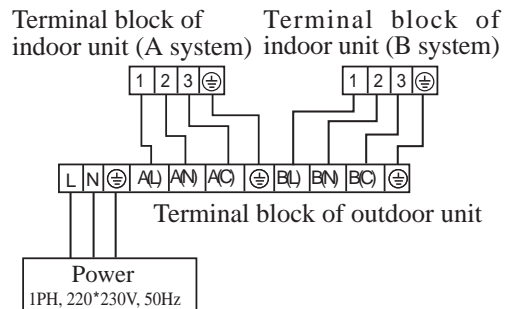 Terminal block of
indoor unit (A system)
Terminal block of
indoor unit (B system)
1 2 3
1 2 3
L N A(L) A(N) A(C) B(L) B(N) B(C)
Terminal block of outdoor unit
Power
1PH, 220*230V, 50Hz